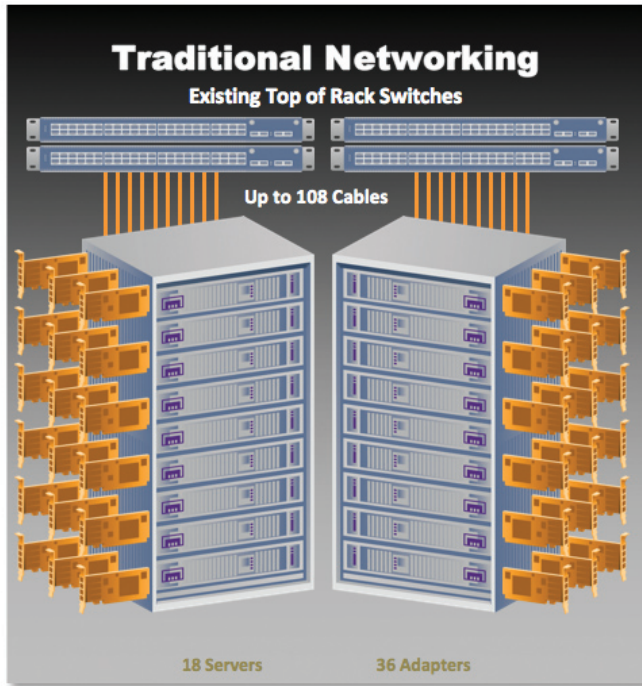 Traditional Networking
Existing Top of Rack Switches
Up to 108 Cables
18 Servers
36 Adapters